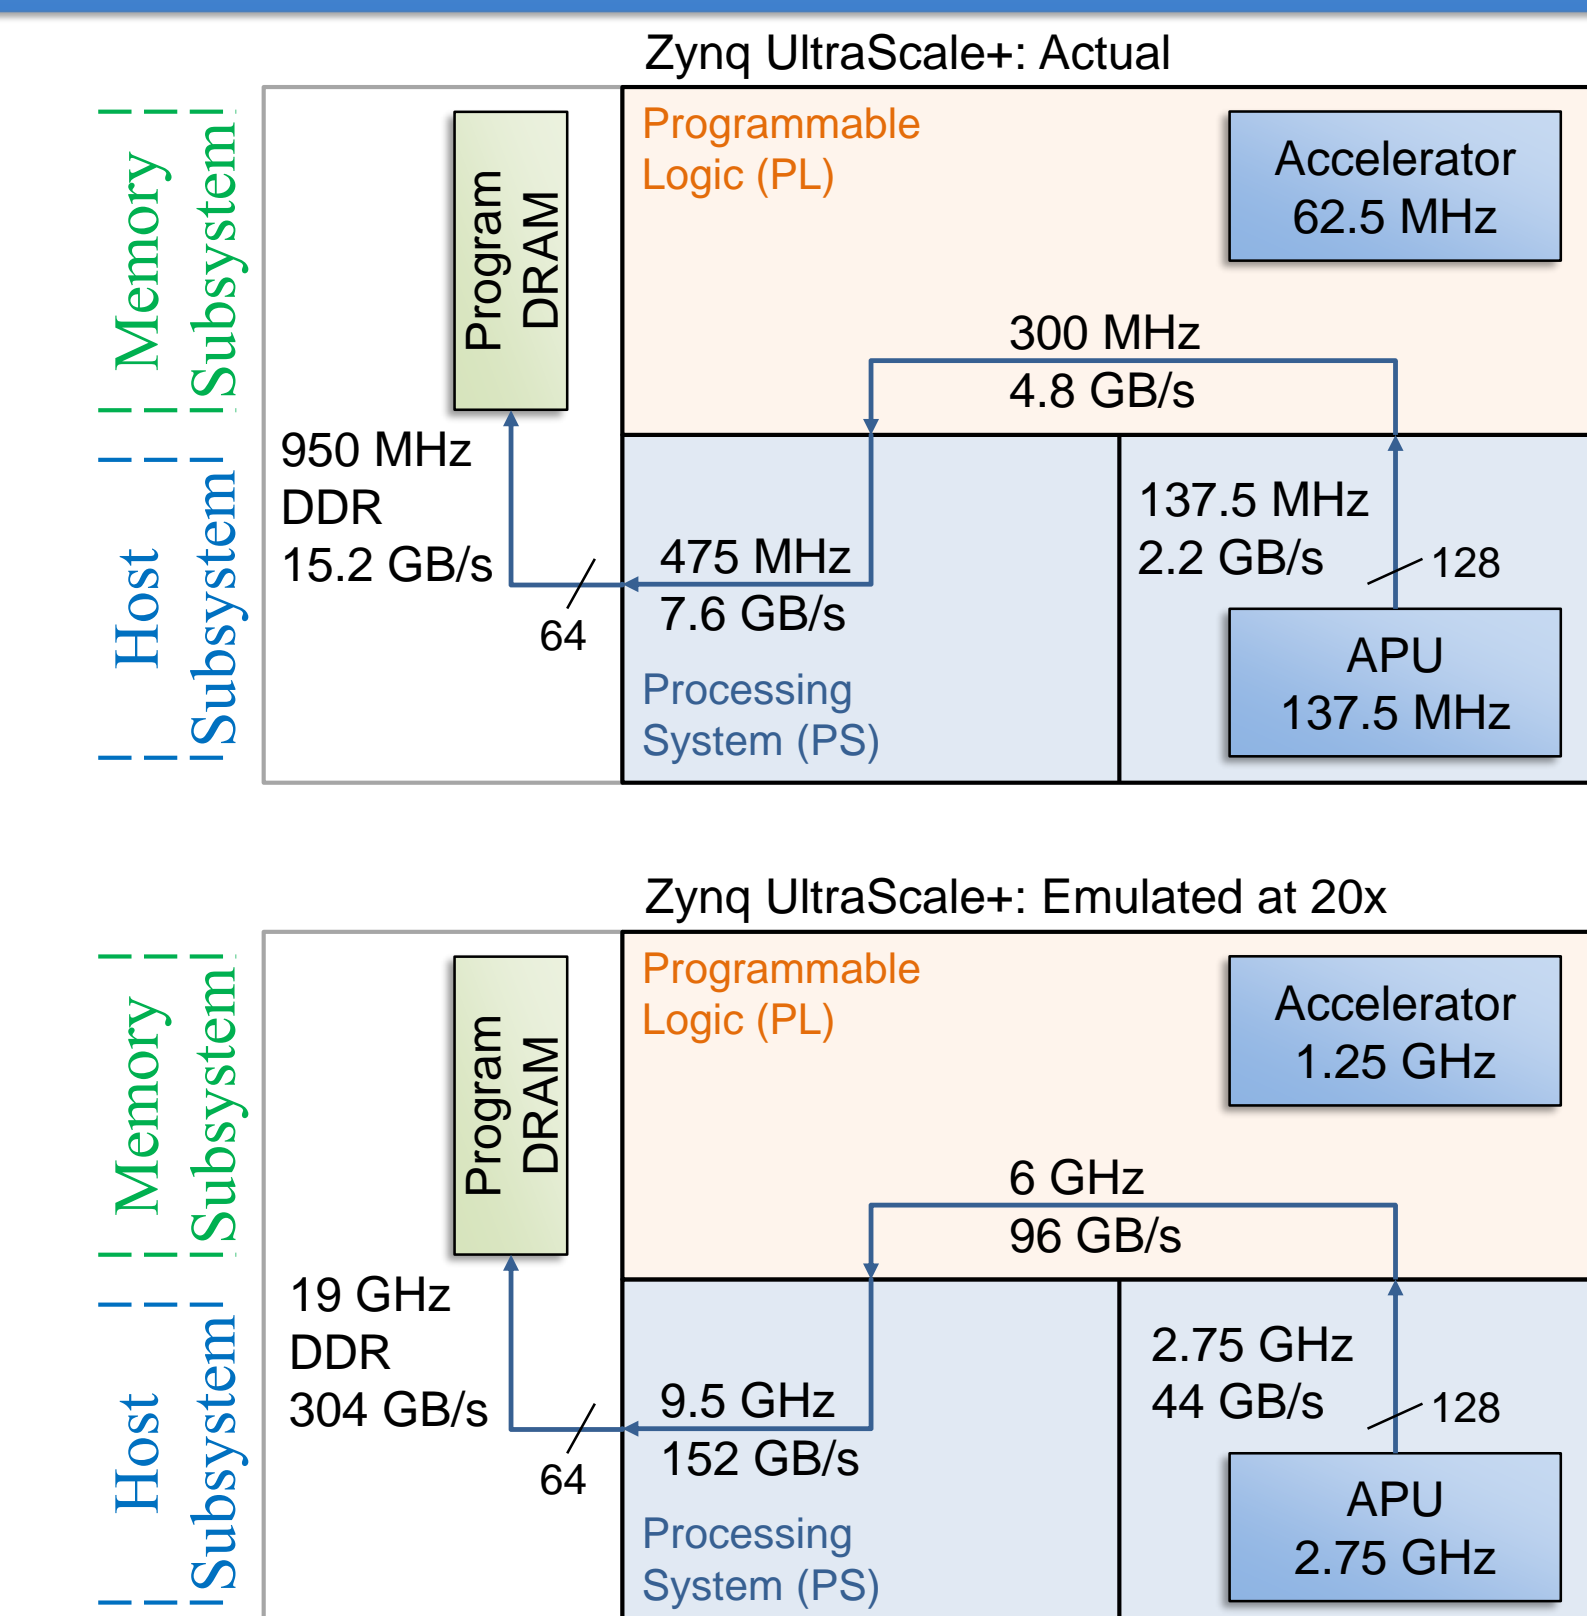 Zynq UltraScale+: Actual
Memory
Subsystem
Host
Subsystem
Program
DRAM
Programmable
Logic (PL)
Accelerator
62.5 MHz
300 MHz
4.8 GB/s
950 MHz
DDR
15.2 GB/s
64
475 MHz
7.6 GB/s
137.5 MHz
2.2 GB/s
128
Processing
System (PS)
APU
137.5 MHz
Zynq UltraScale+: Emulated at 20x
Memory
Subsystem
Host
Subsystem
Program
DRAM
Programmable
Logic (PL)
Accelerator
1.25 GHz
6 GHz
96 GB/s
19 GHz
DDR
304 GB/s
64
9.5 GHz
152 GB/s
2.75 GHz
44 GB/s
128
Processing
System (PS)
APU
2.75 GHz